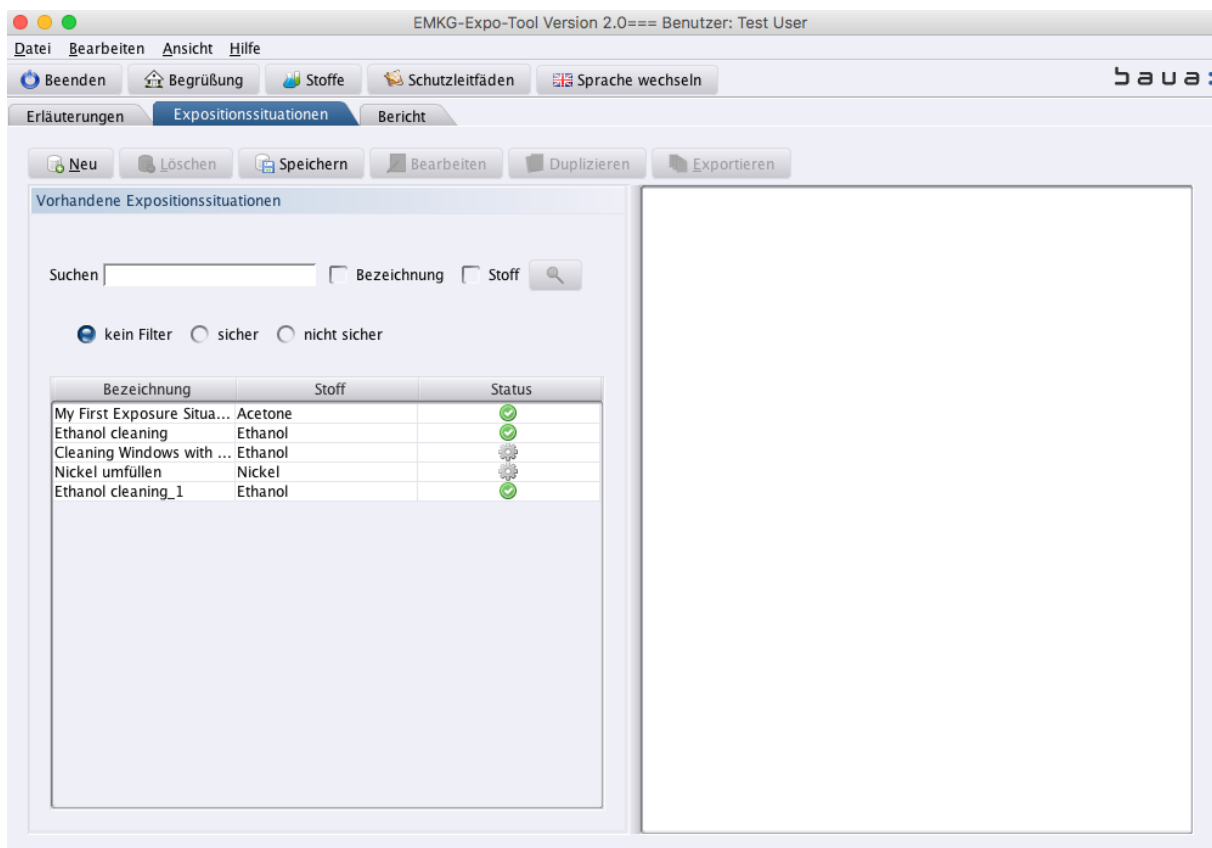 EMKG-Expo-Tool Version 2.0=== Benutzer: Test User
Datei Bearbeiten Ansicht Hilfe
Beenden Begrüßung Stoffe Schutzleitfäden Sprache wechseln baua:
Erläuterungen Expositionssituationen Bericht
Neu Löschen Speichern Bearbeiten Duplizieren Exportieren
Vorhandene Expositionssituationen
Suchen Bezeichnung Stoff
kein Filter sicher nicht sicher
Bezeichnung Stoff Status
My First Exposure Situa... Acetone
Ethanol cleaning Ethanol
Cleaning Windows with ... Ethanol
Nickel umfüllen Nickel
Ethanol cleaning_1 Ethanol